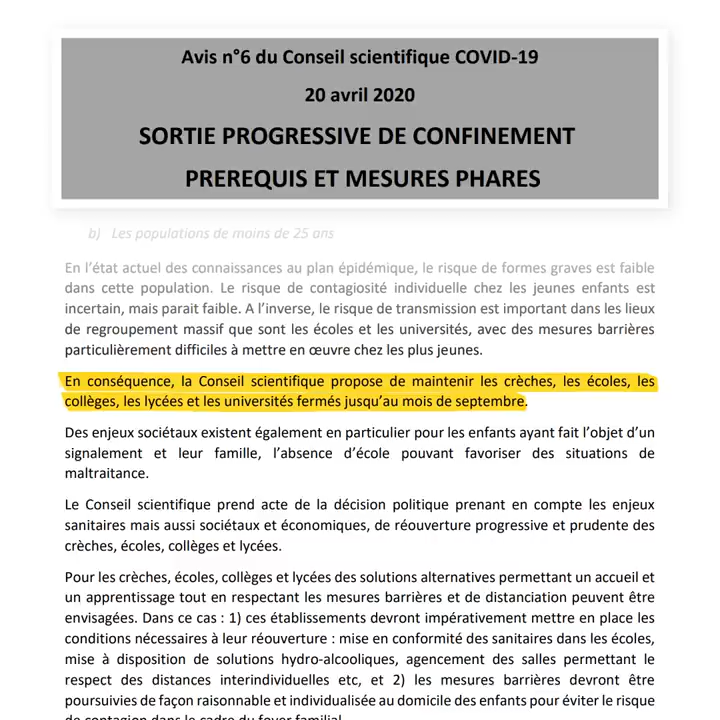 Avis n°6 du Conseil scientifique COVID-19
20 avril 2020
SORTIE PROGRESSIVE DE CONFINEMENT
PREREQUIS ET MESURES PHARES
b) Les populations de moins de 25 ans
En l’état actuel des connaissances au plan épidémique, le risque de formes graves est faible
dans cette population. Le risque de contagiosité individuelle chez les jeunes enfants est
incertain, mais parait faible. A l’inverse, le risque de transmission est important dans les lieux
de regroupement massif que sont les écoles et les universités, avec des mesures barrières
particulièrement difficiles à mettre en œuvre chez les plus jeunes.
En conséquence, la Conseil scientifique propose de maintenir les crèches, les écoles, les
collèges, les lycées et les universités fermés jusqu’au mois de septembre.
Des enjeux sociétaux existent également en particulier pour les enfants ayant fait l’objet d’un
signalement et leur famille, l’absence d’école pouvant favoriser des situations de
maltraitance.
Le Conseil scientifique prend acte de la décision politique prenant en compte les enjeux
sanitaires mais aussi sociétaux et économiques, de réouverture progressive et prudente des
crèches, écoles, collèges et lycées.
Pour les crèches, écoles, collèges et lycées des solutions alternatives permettant un accueil et
un apprentissage tout en respectant les mesures barrières et de distanciation peuvent être
envisagées. Dans ce cas : 1) ces établissements devront impérativement mettre en place les
conditions nécessaires à leur réouverture : mise en conformité des sanitaires dans les écoles,
mise à disposition de solutions hydro-alcooliques, agencement des salles permettant le
respect des distances interindividuelles etc, et 2) les mesures barrières devront être
poursuivies de façon raisonnable et individualisée au domicile des enfants pour éviter le risque
de contagion dans le cadre du foyer familial.